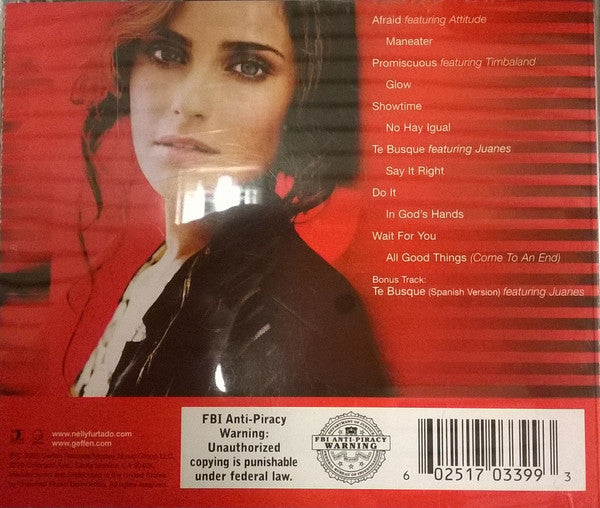 Afraid featuring Attitude
Maneater
Promiscuous featuring Timbaland
Glow
Showtime
No Hay Igual
Te Busque featuring Juanes
Say It Right
Do It
In God's Hands
Wait For You
All Good Things (Come To An End)
Bonus Track:
Te Busque (Spanish Version) featuring Juanes
www.nellyfurtado.com
www.geffen.com
FBI Anti-Piracy
Warning:
Unauthorized
copying is punishable
under federal law.
FBI ANTI-PIRACY
WARNING
6 02517 03399 3